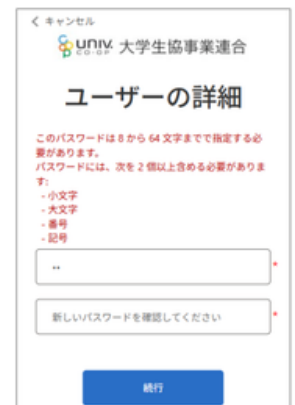 キャンセル
univ. CO-OP 大学生協事業連合
ユーザーの詳細
このパスワードは 8 から 64 文字までで指定する必
要があります。
パスワードには、次を 2 個以上含める必要がありま
す:
- 小文字
- 大文字
- 番号
- 記号
*
新しいパスワードを確認してください *
続行